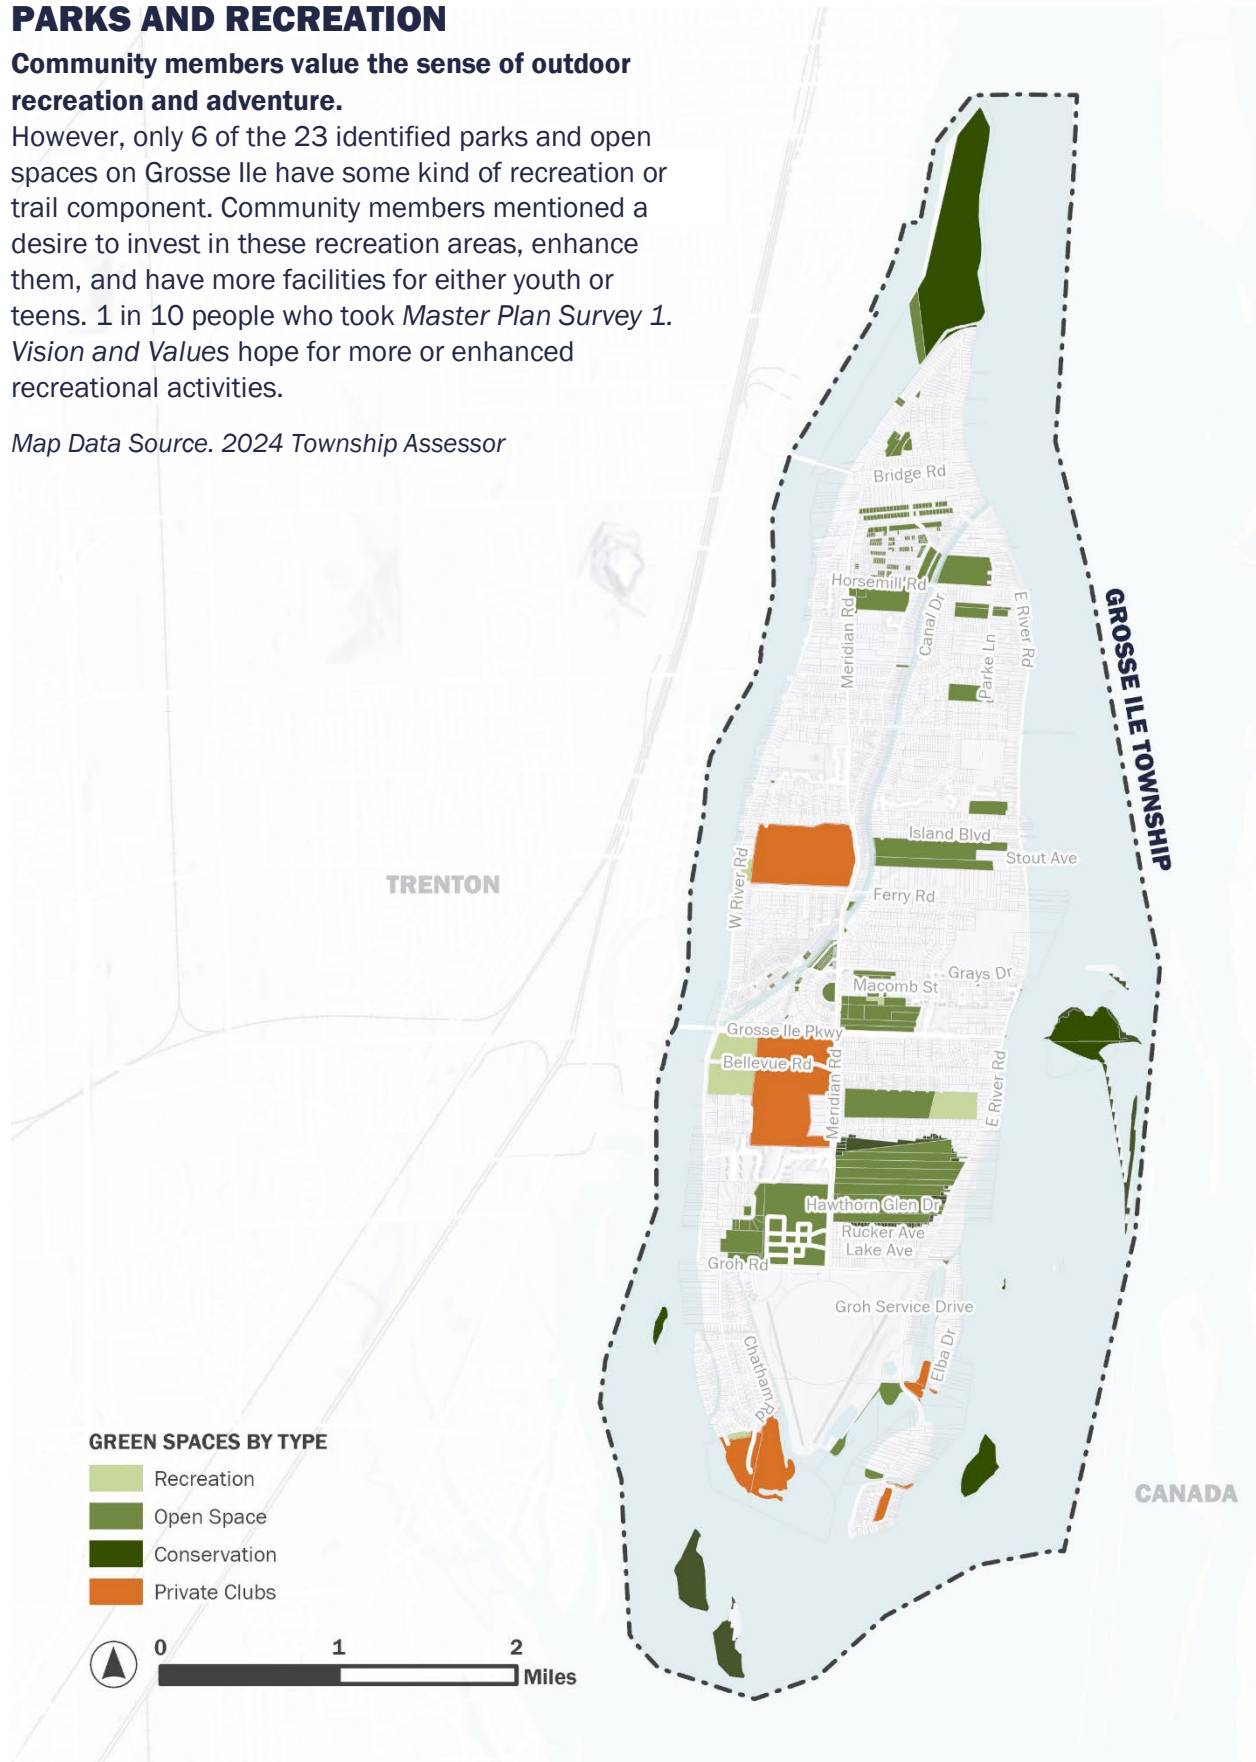 PARKS AND RECREATION
Community members value the sense of outdoor
recreation and adventure.
However, only 6 of the 23 identified parks and open
spaces on Grosse Ile have some kind of recreation or
trail component. Community members mentioned a
desire to invest in these recreation areas, enhance
them, and have more facilities for either youth or
teens. 1 in 10 people who took Master Plan Survey 1.
Vision and Values hope for more or enhanced
recreational activities.
Map Data Source. 2024 Township Assessor
Bridge Rd
Horsemill Rd
Meridian Rd
Canal Dr
E River Rd
Parke Ln
GROSSE ILE TOWNSHIP
Island Blvd
Stout Ave
W River Rd
TRENTON
Ferry Rd
Grays Dr
Macomb St
Grosse Ile Pkwy
Bellevue Rd
Meridian Rd
E River Rd
Hawthorn Glen Dr
Rucker Ave
Lake Ave
Groh Rd
Groh Service Drive
Elba Dr
Chatham Rd
CANADA
GREEN SPACES BY TYPE
Recreation
Open Space
Conservation
Private Clubs
0 1 2
Miles